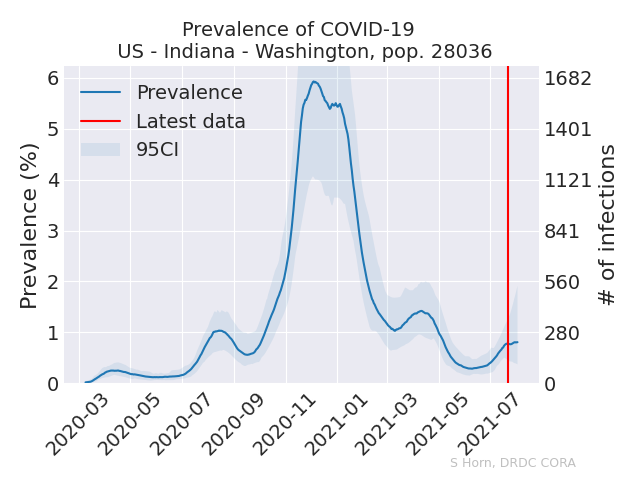 Prevalence of COVID-19
US - Indiana - Washington, pop. 28036
Prevalence
Latest data
95CI
Prevalence (%)
6
5
4
3
2
1
0
# of infections
1682
1401
1121
841
560
280
0
2020-03
2020-05
2020-07
2020-09
2020-11
2021-01
2021-03
2021-05
2021-07
S Horn, DRDC CORA